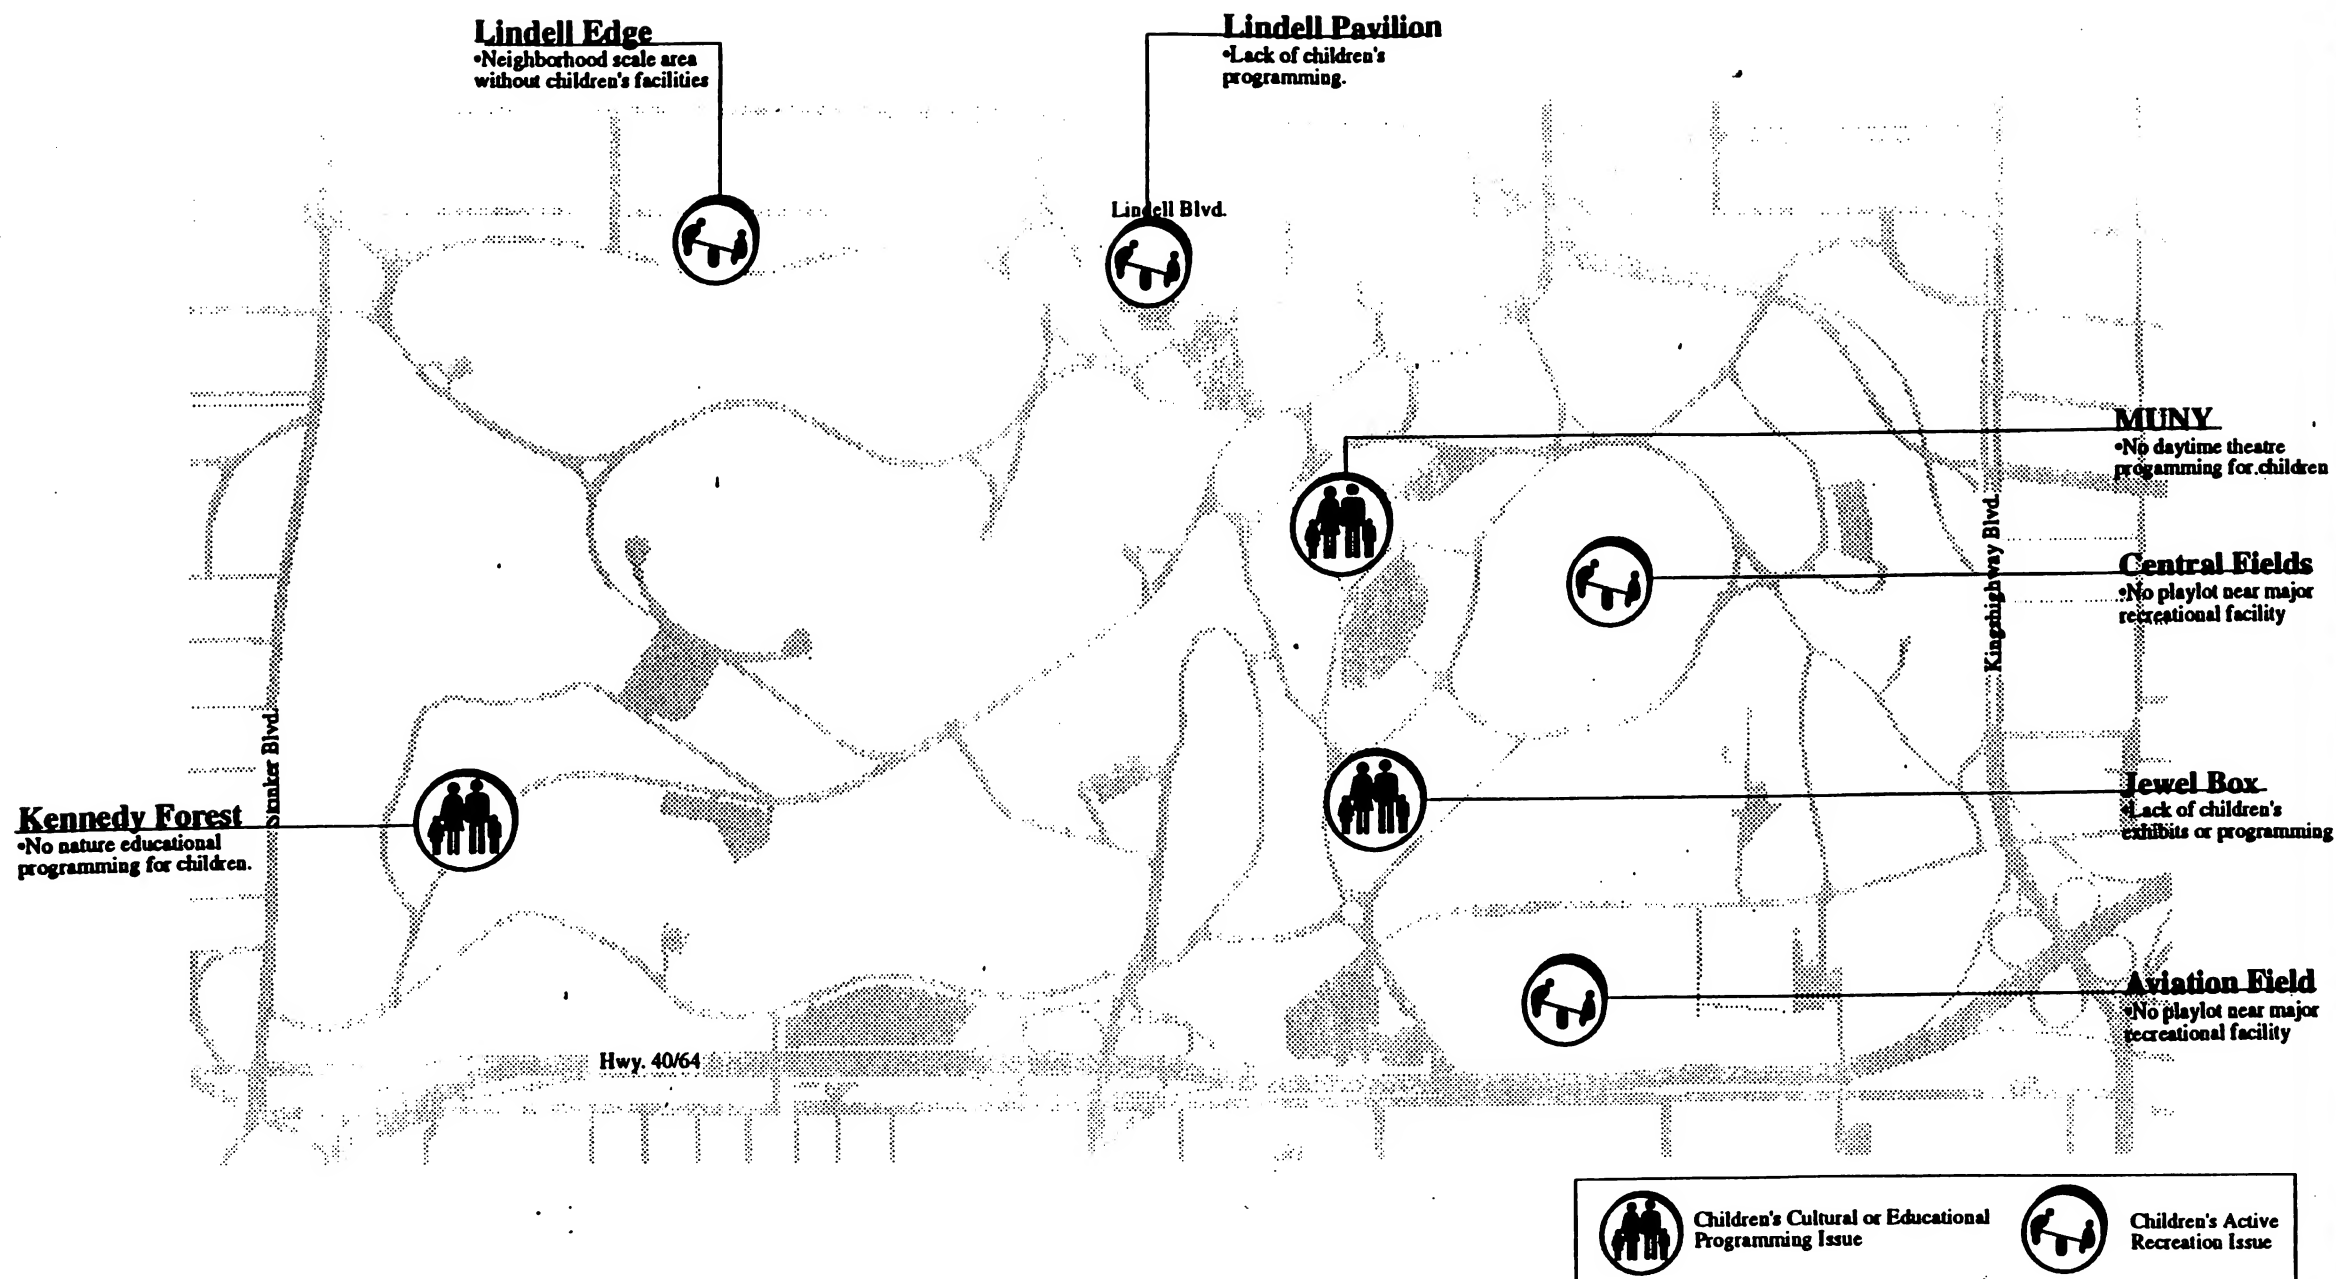 Lindell Edge
•Neighborhood scale area
without children's facilities
Lindell Pavilion
•Lack of children's
programming.
Lindell Blvd.
MUNY
•No daytime theatre
progamming for children
Kingshighway Blvd.
Central Fields
•No playlot near major
recreational facility
Skinker Blvd.
Kennedy Forest
•No nature educational
programming for children.
Jewel Box
•Lack of children's
exhibits or programming
Aviation Field
•No playlot near major
recreational facility
Hwy. 40/64
Children's Cultural or Educational
Programming Issue
Children's Active
Recreation Issue